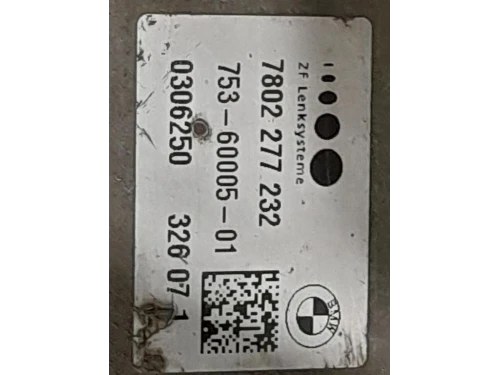 ZF Lenksysteme
7802 277 232
753-60005-01
0306250 326 07 1
BMW